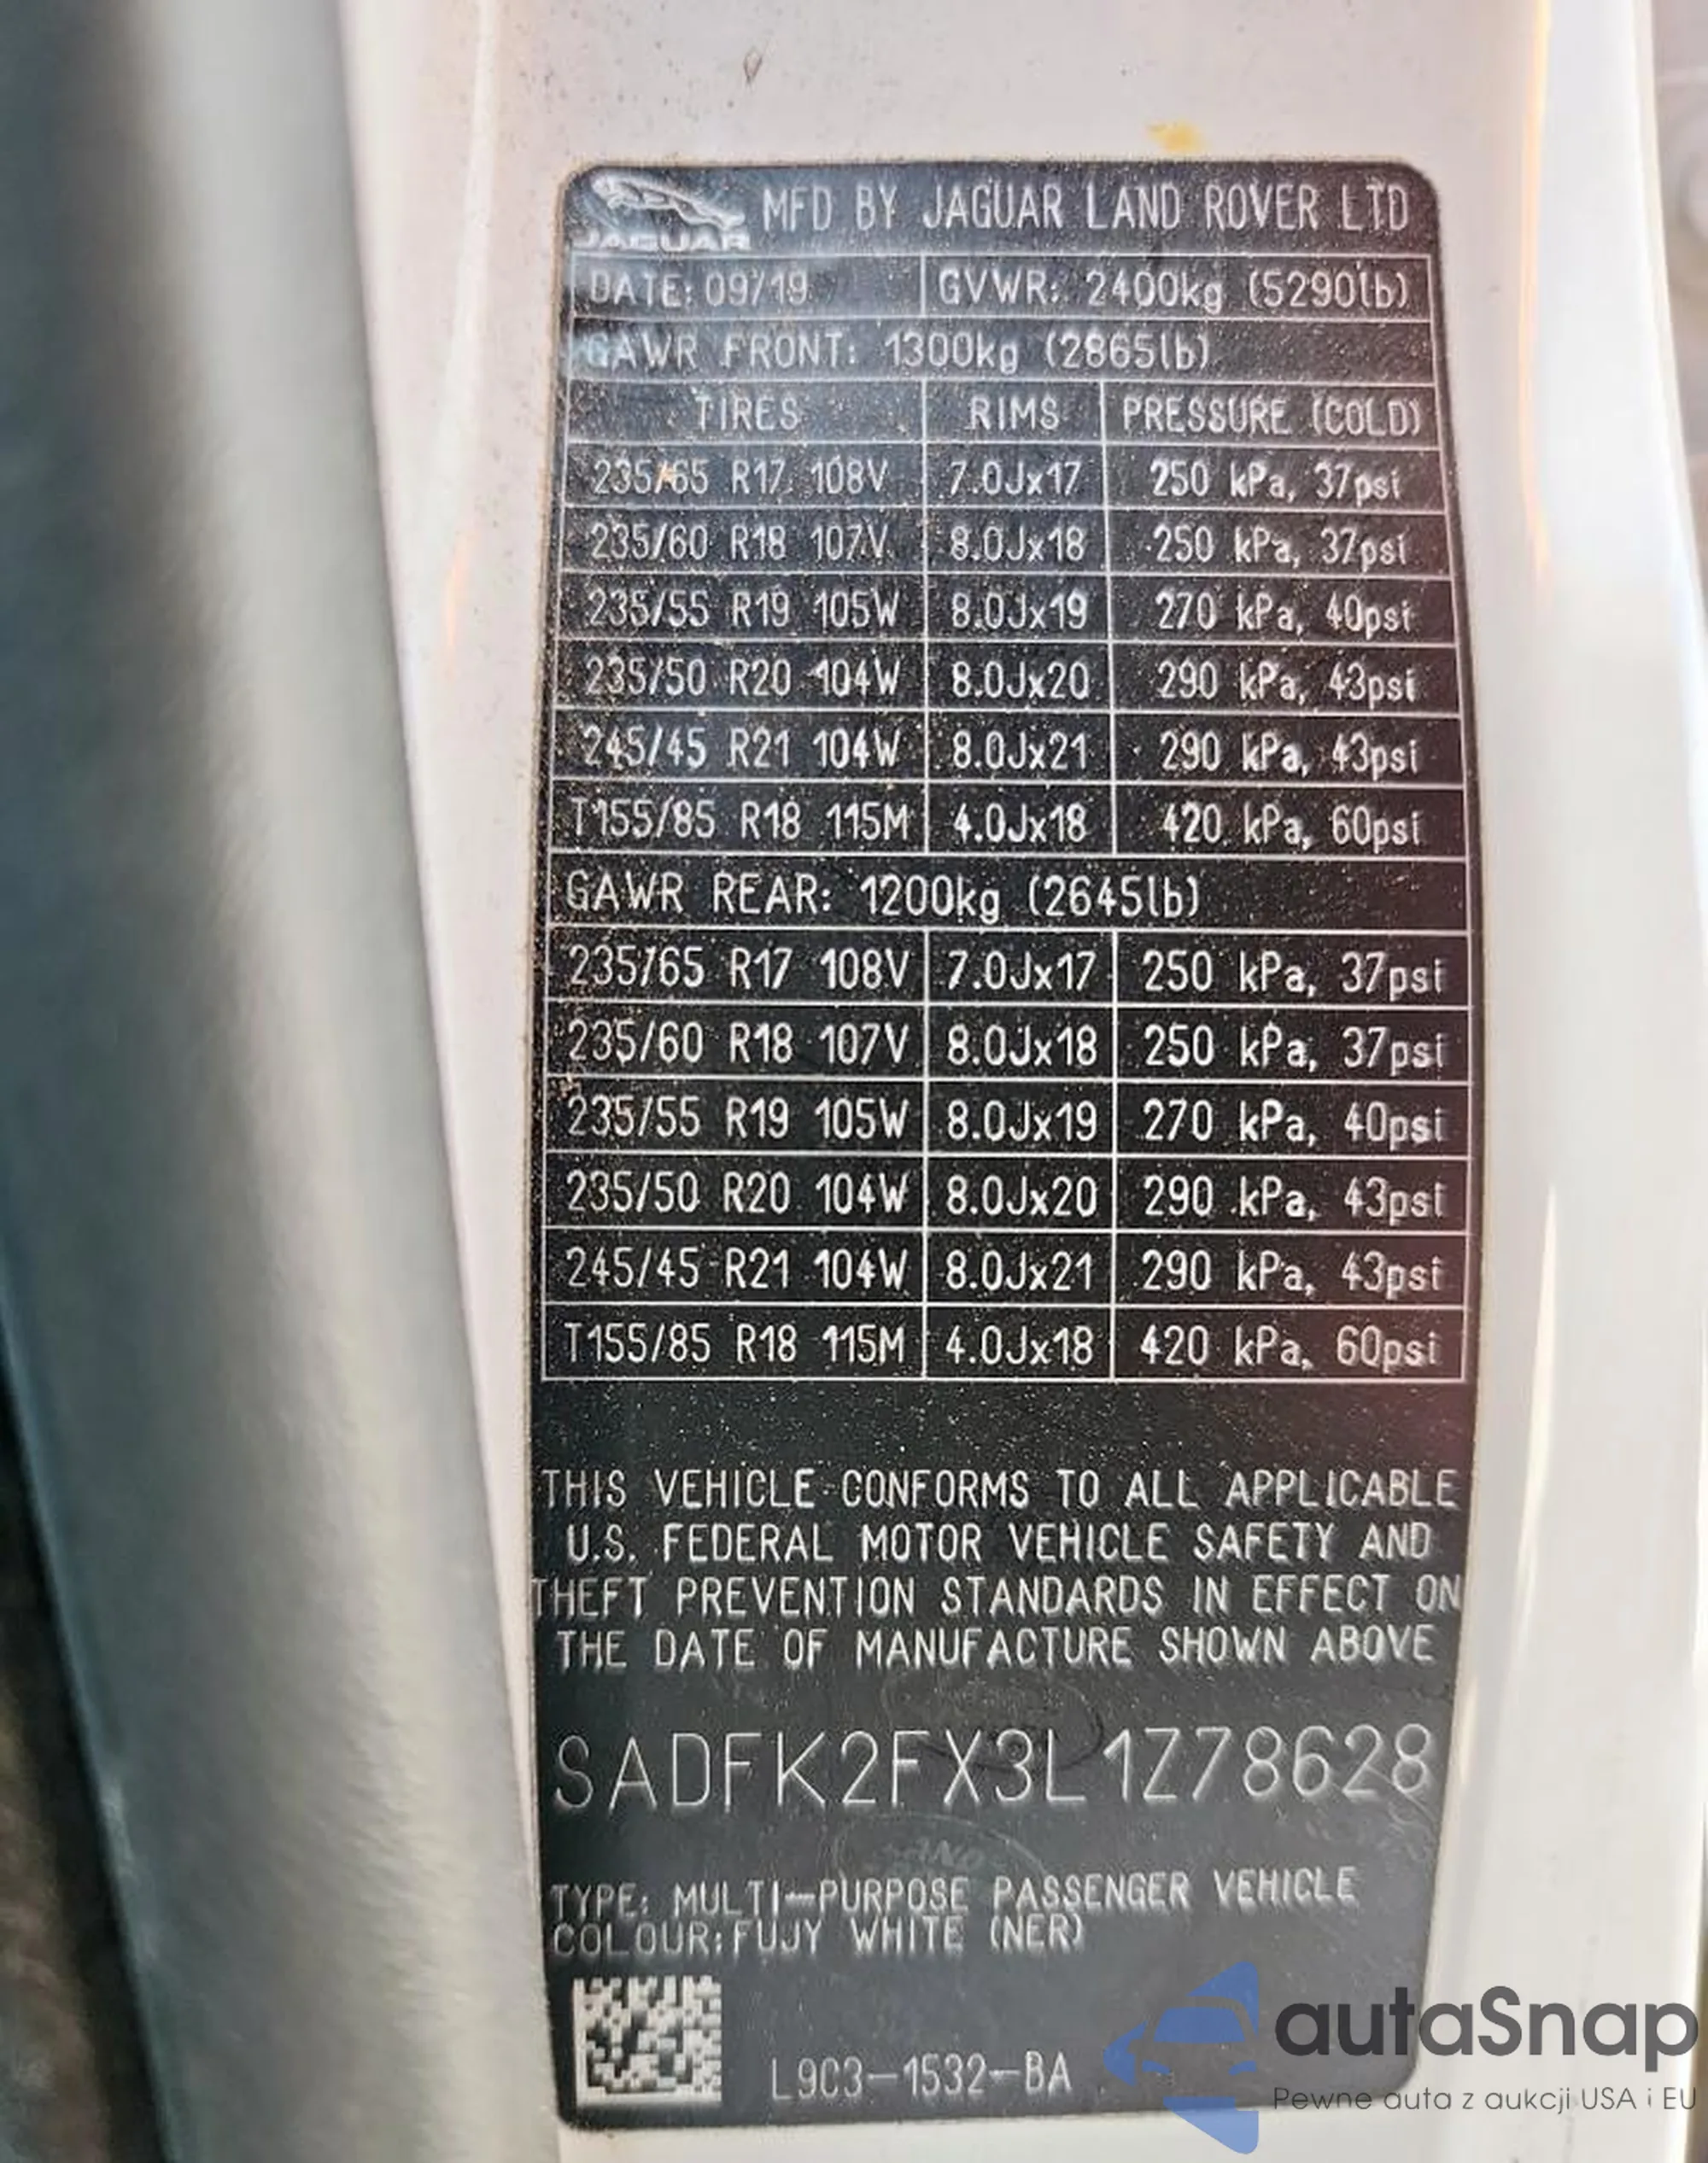 JAGUAR MFD BY JAGUAR LAND ROVER LTD
DATE: 09/19 GVWR: 2400kg (5290lb)
GAWR FRONT: 1300kg (2865lb)
TIRES RIMS PRESSURE (COLD)
235/65 R17 108V 7.0Jx17 250 kPa, 37psi
235/60 R18 107V 8.0Jx18 250 kPa, 37psi
235/55 R19 105W 8.0Jx19 270 kPa, 40psi
235/50 R20 104W 8.0Jx20 290 kPa, 43psi
245/45 R21 104W 8.0Jx21 290 kPa, 43psi
T155/85 R18 115M 4.0Jx18 420 kPa, 60psi
GAWR REAR: 1200kg (2645lb)
235/65 R17 108V 7.0Jx17 250 kPa, 37psi
235/60 R18 107V 8.0Jx18 250 kPa, 37psi
235/55 R19 105W 8.0Jx19 270 kPa, 40psi
235/50 R20 104W 8.0Jx20 290 kPa, 43psi
245/45 R21 104W 8.0Jx21 290 kPa, 43psi
T155/85 R18 115M 4.0Jx18 420 kPa, 60psi
THIS VEHICLE CONFORMS TO ALL APPLICABLE
U.S. FEDERAL MOTOR VEHICLE SAFETY AND
THEFT PREVENTION STANDARDS IN EFFECT ON
THE DATE OF MANUFACTURE SHOWN ABOVE
SADFK2FX3L1Z78628
TYPE: MULTI-PURPOSE PASSENGER VEHICLE
COLOUR: FUJY WHITE (NER)
L9C3-1532-BA
autaSnap
Pewne auta z aukcji USA i EU